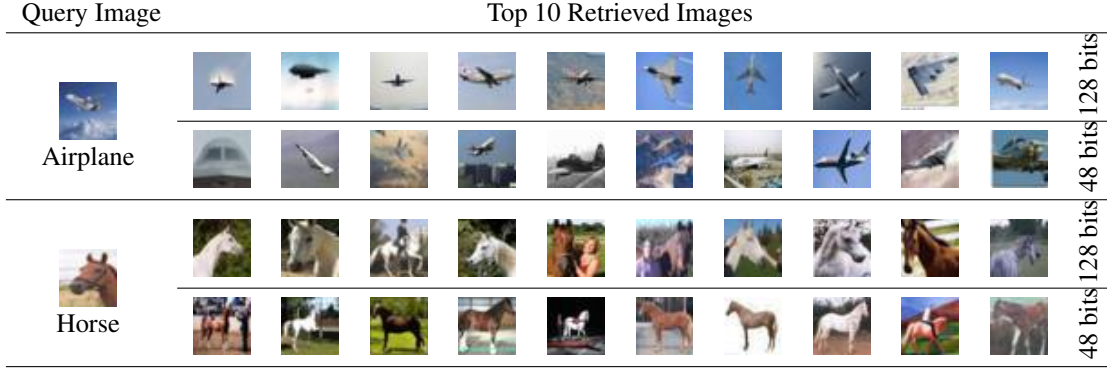 Query Image
Top 10 Retrieved Images
Airplane
128 bits
48 bits
Horse
128 bits
48 bits